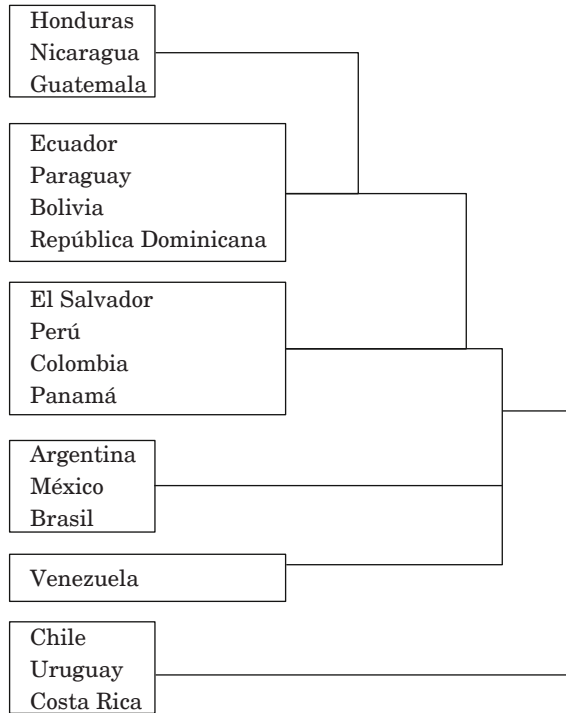 Honduras
Nicaragua
Guatemala
Ecuador
Paraguay
Bolivia
República Dominicana
El Salvador
Perú
Colombia
Panamá
Argentina
México
Brasil
Venezuela
Chile
Uruguay
Costa Rica